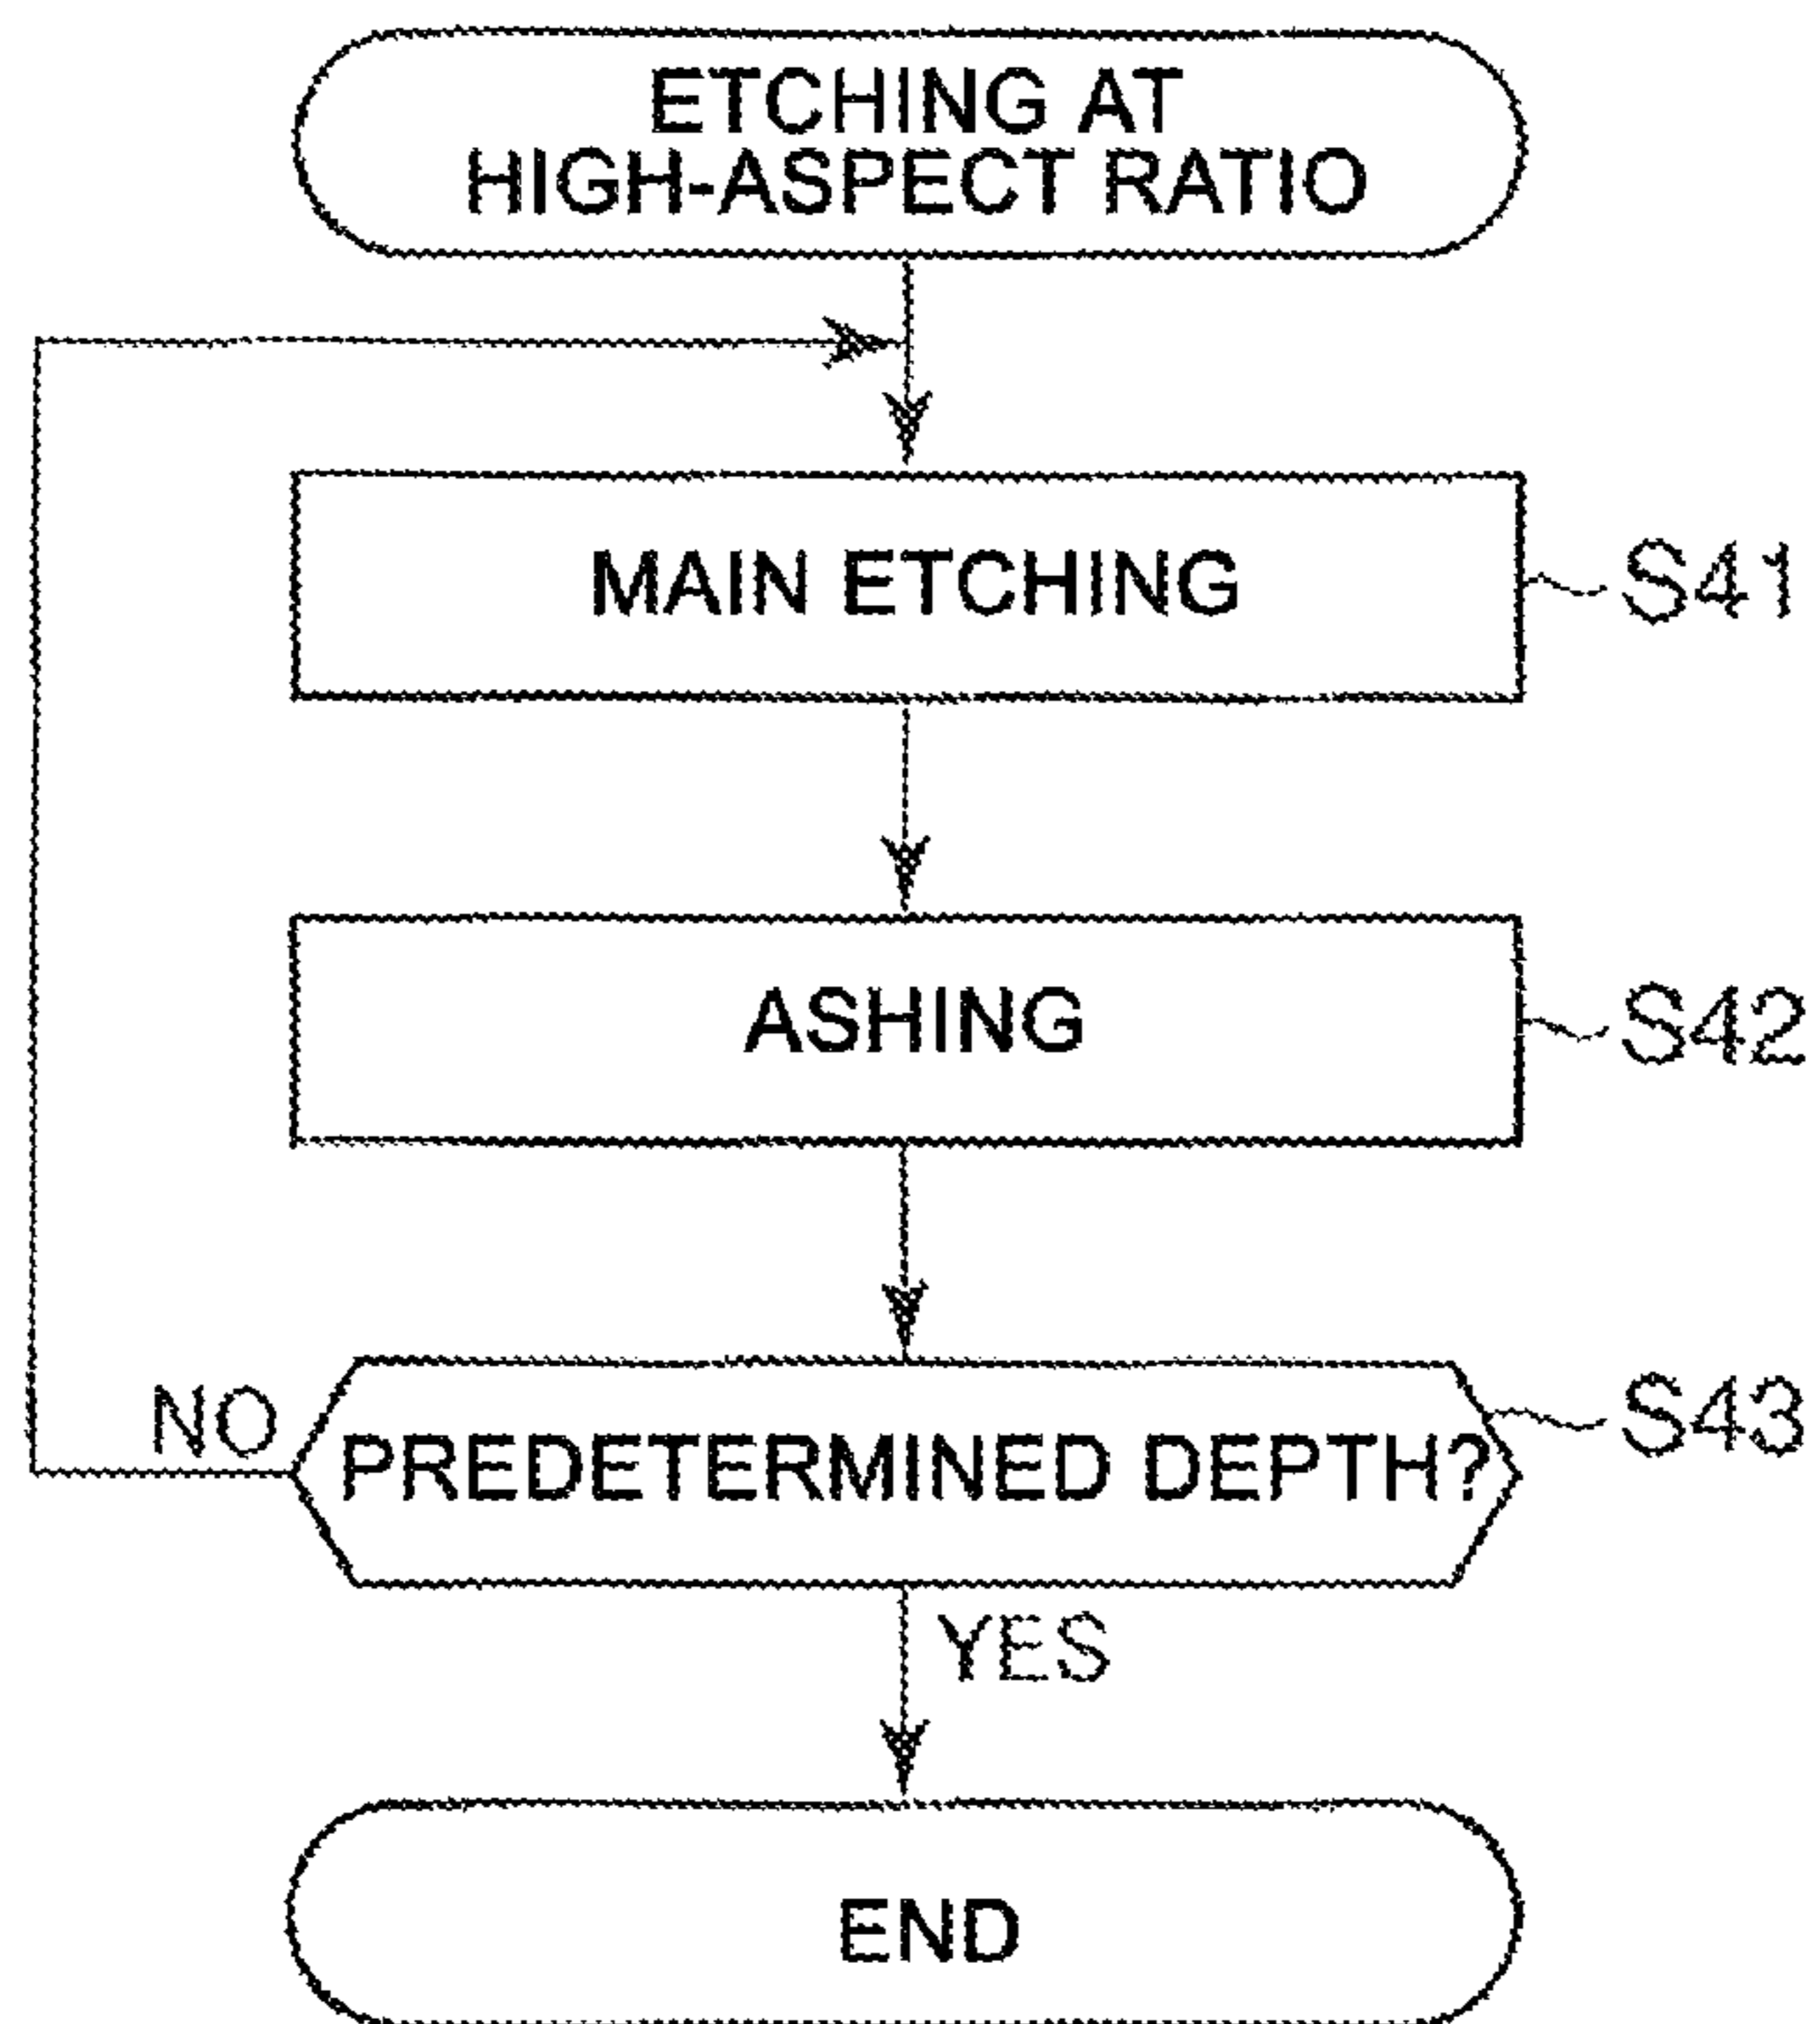 ETCHING AT
HIGH-ASPECT RATIO
MAIN ETCHING
S41
ASHING
S42
NO
PREDETERMINED DEPTH?
S43
YES
END